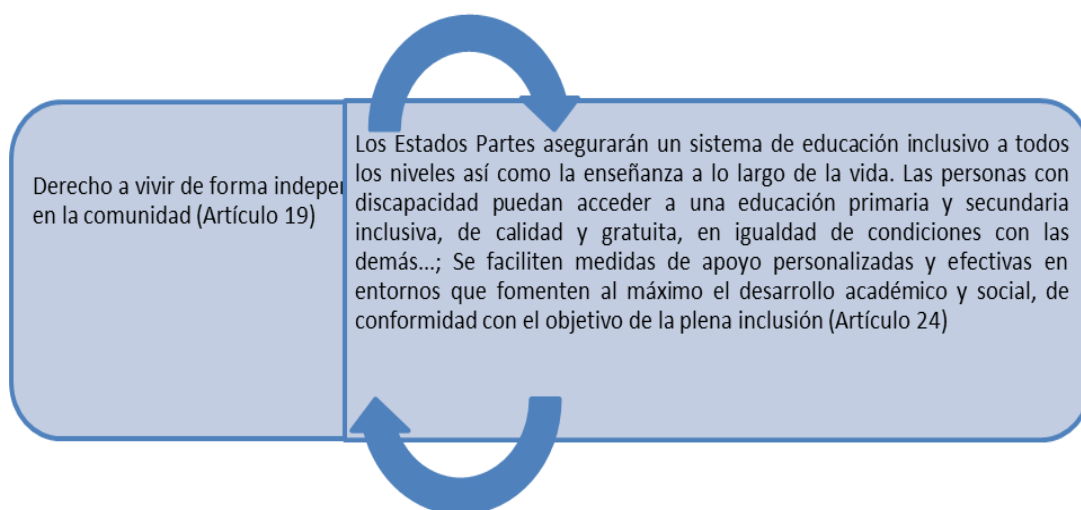 Derecho a vivir de forma indepen
en la comunidad (Artículo 19)
Los Estados Partes asegurarán un sistema de educación inclusivo a todos
los niveles así como la enseñanza a lo largo de la vida. Las personas con
discapacidad puedan acceder a una educación primaria y secundaria
inclusiva, de calidad y gratuita, en igualdad de condiciones con las
demás...; Se faciliten medidas de apoyo personalizadas y efectivas en
entornos que fomenten al máximo el desarrollo académico y social, de
conformidad con el objetivo de la plena inclusión (Artículo 24)